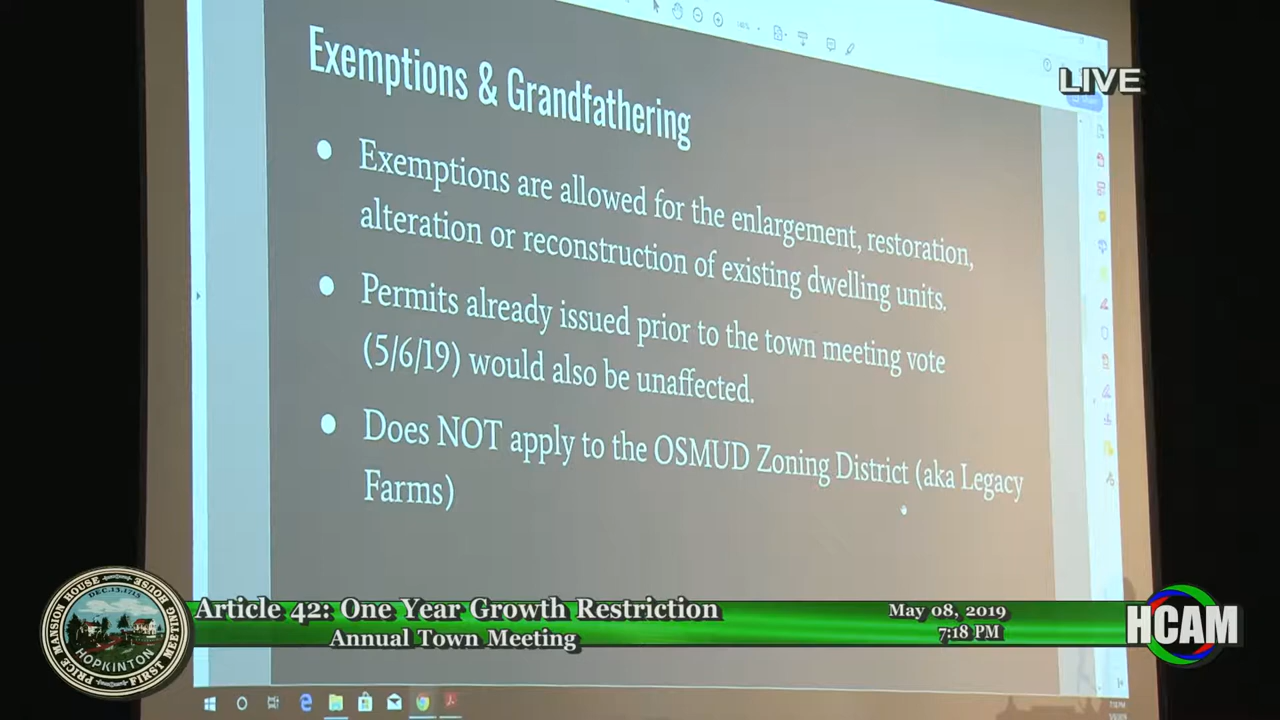 LIVE
Exemptions & Grandfathering
Exemptions are allowed for the enlargement, restoration,
alteration or reconstruction of existing dwelling units.
Permits already issued prior to the town meeting vote
(5/6/19) would also be unaffected.
Does NOT apply to the OSMUD Zoning District (aka Legacy
Farms)
Article 42: One Year Growth Restriction
Annual Town Meeting
May 08, 2019
7:18 PM
HCAM
PRICE MANSION HOUSE
FIRST MEETING HOUSE
DEC. 13. 1715
HOPKINTON